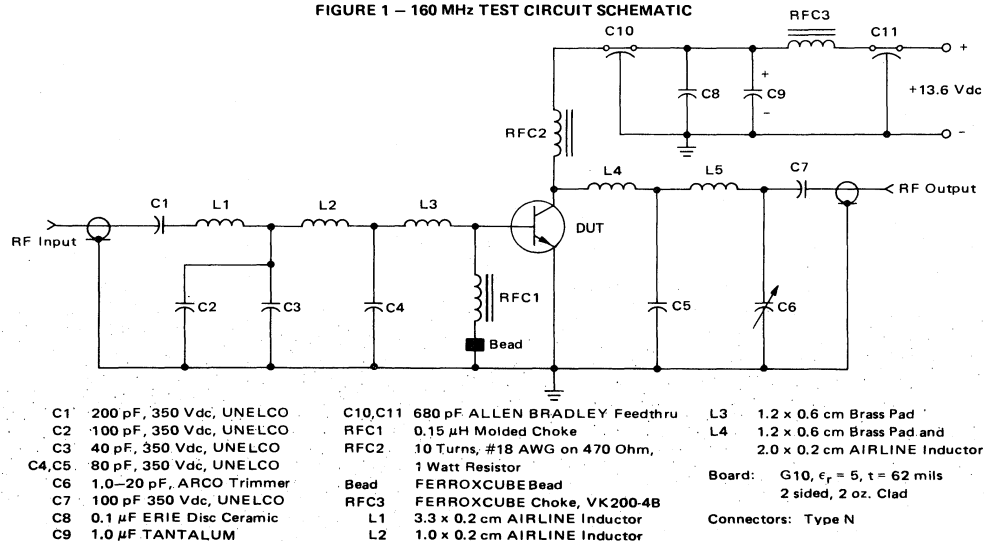 FIGURE 1 – 160 MHz TEST CIRCUIT SCHEMATIC
RFC3
C10
C11
+
+
C8
C9
+13.6 Vdc
–
–
RFC2
L4
L5
C7
RF Output
C1
L1
L2
L3
RF Input
DUT
C2
C3
C4
RFC1
C5
C6
Bead
C1 200 pF, 350 Vdc, UNELCO
C2 100 pF, 350 Vdc, UNELCO
C3 40 pF, 350 Vdc, UNELCO
C4,C5 80 pF, 350 Vdc, UNELCO
C6 1.0–20 pF, ARCO Trimmer
C7 100 pF 350 Vdc, UNELCO
C8 0.1 μF ERIE Disc Ceramic
C9 1.0 μF TANTALUM
C10,C11 680 pF ALLEN BRADLEY Feedthru
RFC1 0.15 μH Molded Choke
RFC2 10 Turns, #18 AWG on 470 Ohm,
1 Watt Resistor
Bead FERROXCUBE Bead
RFC3 FERROXCUBE Choke, VK200-4B
L1 3.3 x 0.2 cm AIRLINE Inductor
L2 1.0 x 0.2 cm AIRLINE Inductor
L3 1.2 x 0.6 cm Brass Pad
L4 1.2 x 0.6 cm Brass Pad and
2.0 x 0.2 cm AIRLINE Inductor
Board: G10, εr = 5, t = 62 mils
2 sided, 2 oz. Clad
Connectors: Type N